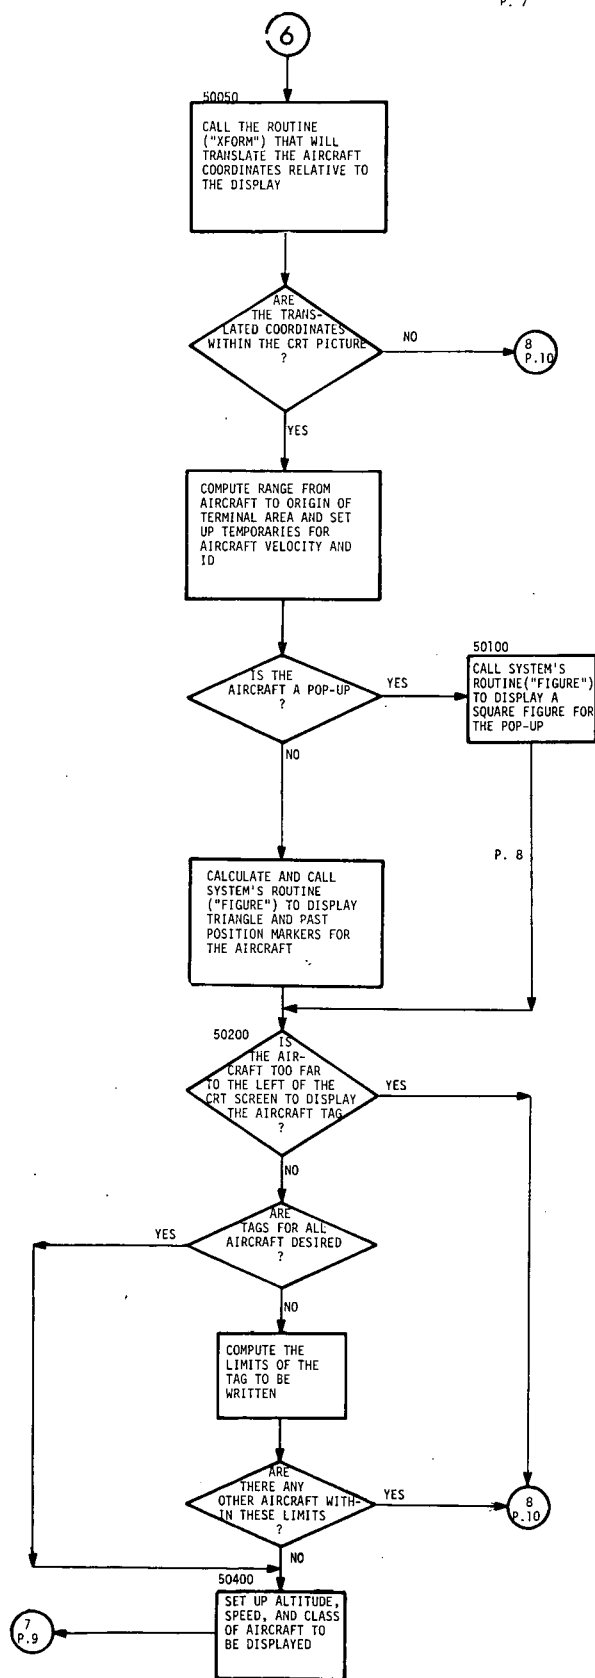 P. 7
6
50050
CALL THE ROUTINE
("XFORM") THAT WILL
TRANSLATE THE AIRCRAFT
COORDINATES RELATIVE TO
THE DISPLAY
ARE
THE TRANS-
LATED COORDINATES
WITHIN THE CRT PICTURE
?
NO
8
P.10
YES
COMPUTE RANGE FROM
AIRCRAFT TO ORIGIN OF
TERMINAL AREA AND SET
UP TEMPORARIES FOR
AIRCRAFT VELOCITY AND
ID
IS THE
AIRCRAFT A POP-UP
?
YES
50100
CALL SYSTEM'S
ROUTINE("FIGURE")
TO DISPLAY A
SQUARE FIGURE FOR
THE POP-UP
NO
P. 8
CALCULATE AND CALL
SYSTEM'S ROUTINE
("FIGURE") TO DISPLAY
TRIANGLE AND PAST
POSITION MARKERS FOR
THE AIRCRAFT
50200
IS
THE AIR-
CRAFT TOO FAR
TO THE LEFT OF THE
CRT SCREEN TO DISPLAY
THE AIRCRAFT TAG
?
YES
NO
ARE
TAGS FOR ALL
AIRCRAFT DESIRED
?
YES
NO
COMPUTE THE
LIMITS OF THE
TAG TO BE
WRITTEN
ARE
THERE ANY
OTHER AIRCRAFT WITH-
IN THESE LIMITS
?
YES
8
P.10
NO
50400
SET UP ALTITUDE,
SPEED, AND CLASS
OF AIRCRAFT TO
BE DISPLAYED
7
P.9